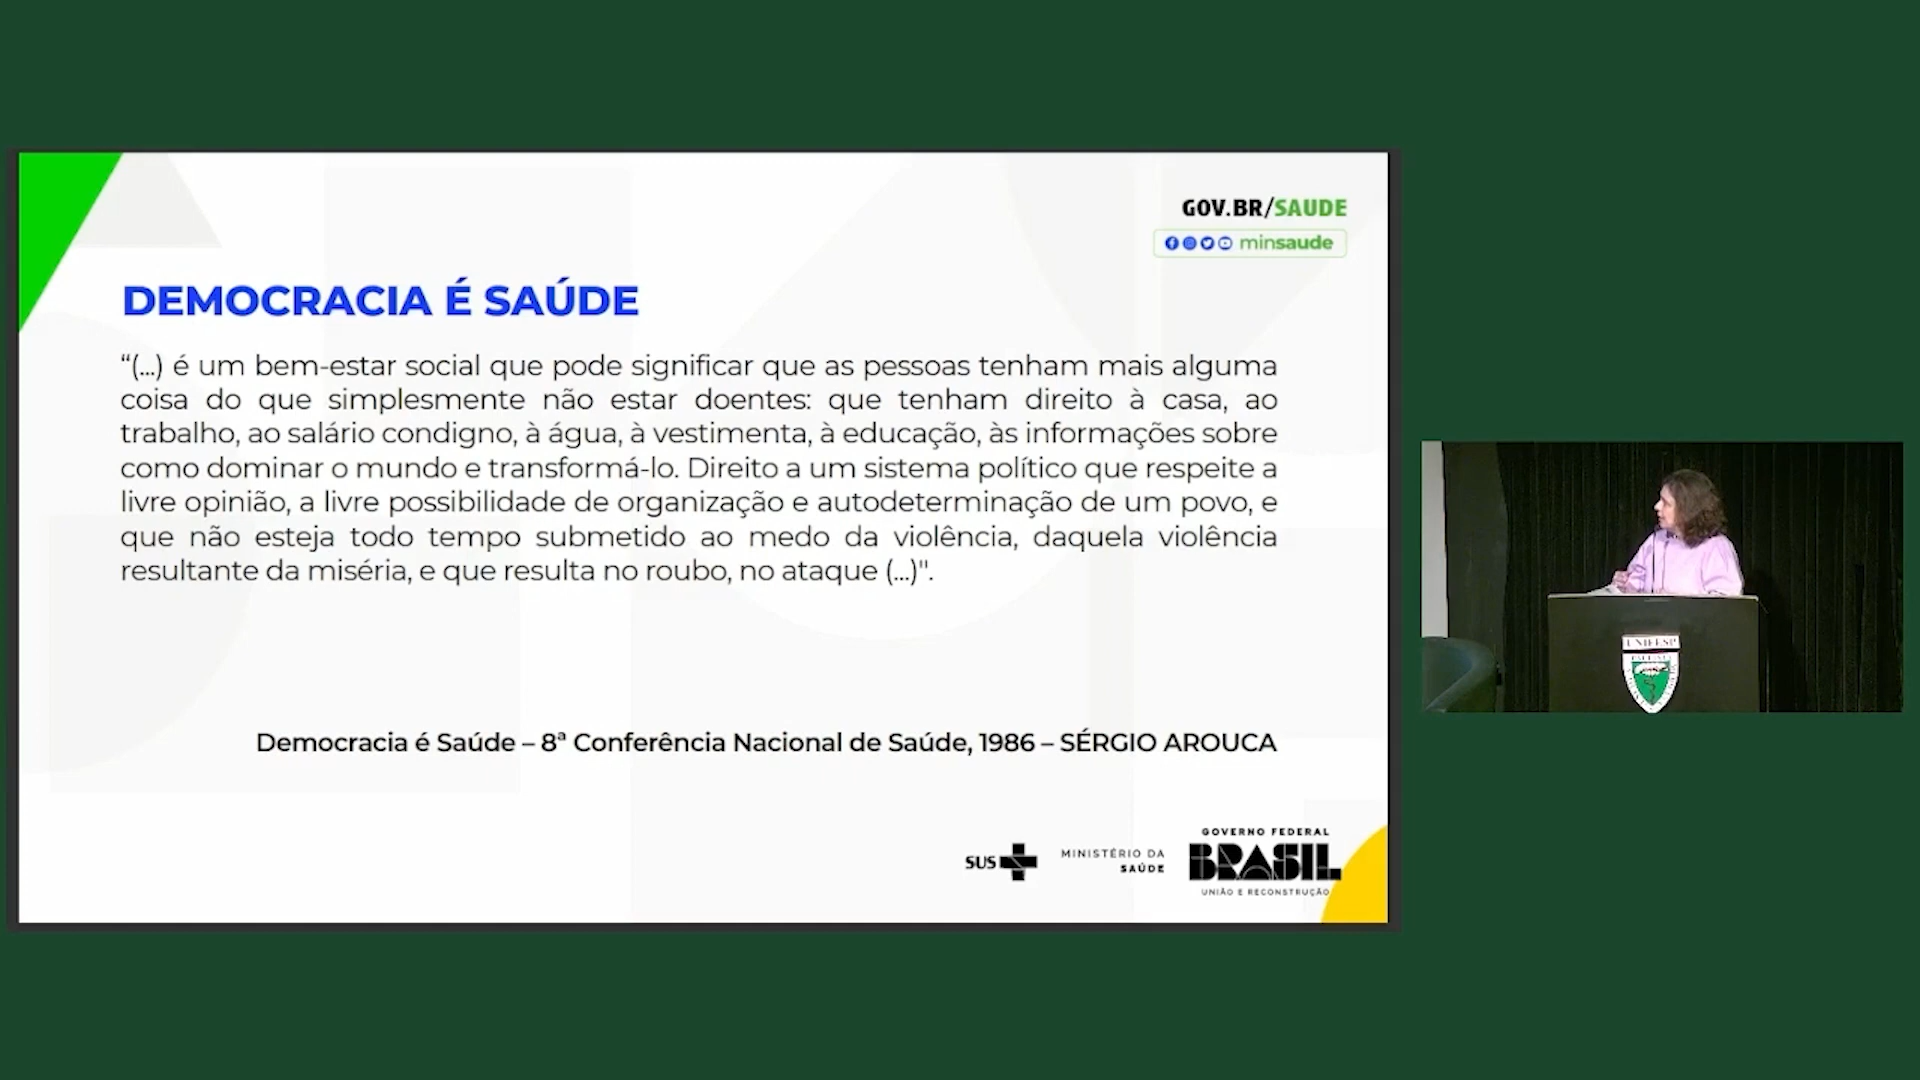 GOV.BR/SAUDE
minsaude
DEMOCRACIA É SAÚDE
“(...) é um bem-estar social que pode significar que as pessoas tenham mais alguma
coisa do que simplesmente não estar doentes: que tenham direito à casa, ao
trabalho, ao salário condigno, à água, à vestimenta, à educação, às informações sobre
como dominar o mundo e transformá-lo. Direito a um sistema político que respeite a
livre opinião, a livre possibilidade de organização e autodeterminação de um povo, e
que não esteja todo tempo submetido ao medo da violência, daquela violência
resultante da miséria, e que resulta no roubo, no ataque (...)".
Democracia é Saúde – 8ª Conferência Nacional de Saúde, 1986 – SÉRGIO AROUCA
SUS
MINISTÉRIO DA
SAÚDE
GOVERNO FEDERAL
BRASIL
UNIÃO E RECONSTRUÇÃO
UNIFESP